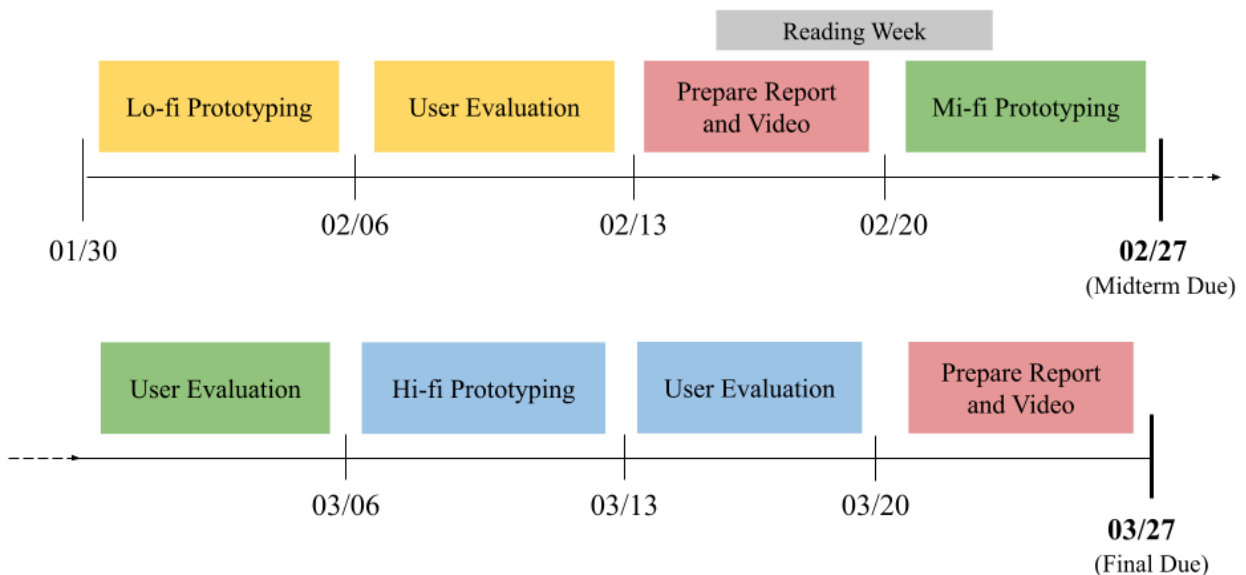 Reading Week
Lo-fi Prototyping
User Evaluation
Prepare Report
and Video
Mi-fi Prototyping
01/30
02/06
02/13
02/20
02/27
(Midterm Due)
User Evaluation
Hi-fi Prototyping
User Evaluation
Prepare Report
and Video
03/06
03/13
03/20
03/27
(Final Due)